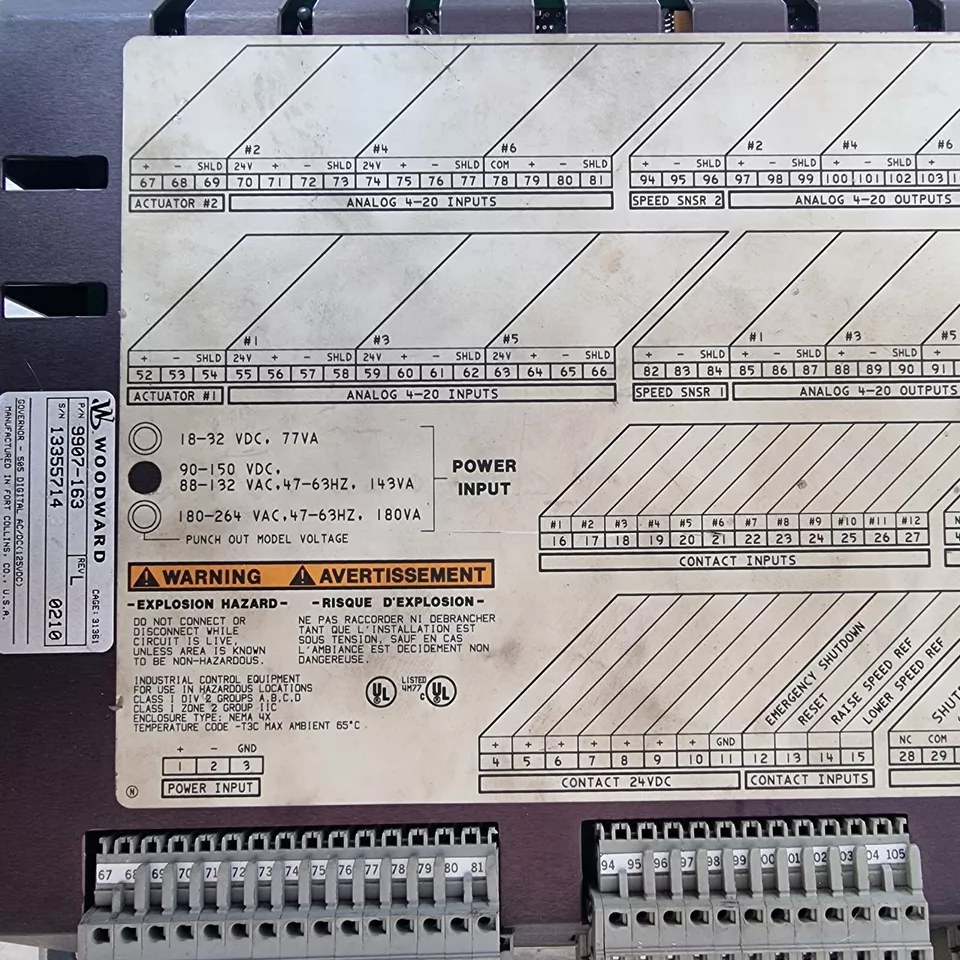 #2 #4 #6 #2 #4 #6
+ − SHLD 24V + − SHLD 24V + − SHLD COM + − SHLD + − SHLD + − SHLD + − SHLD +
67 68 69 70 71 72 73 74 75 76 77 78 79 80 81 94 95 96 97 98 99 100 101 102 103
ACTUATOR #2 ANALOG 4-20 INPUTS SPEED SNSR 2 ANALOG 4-20 OUTPUTS
#1 #3 #5 #1 #3 #5
+ − SHLD 24V + − SHLD 24V + − SHLD 24V + − SHLD + − SHLD + − SHLD + − SHLD +
52 53 54 55 56 57 58 59 60 61 62 63 64 65 66 82 83 84 85 86 87 88 89 90 91
ACTUATOR #1 ANALOG 4-20 INPUTS SPEED SNSR 1 ANALOG 4-20 OUTPUTS
18-32 VDC, 77VA
90-150 VDC,
88-132 VAC,47-63HZ, 143VA
180-264 VAC,47-63HZ, 180VA
PUNCH OUT MODEL VOLTAGE
POWER
INPUT
#1 #2 #3 #4 #5 #6 #7 #8 #9 #10 #11 #12
16 17 18 19 20 21 22 23 24 25 26 27
CONTACT INPUTS
WOODWARD
CAGE: 31361
P/N 9907-163 REV L
S/N 13355714 0210
GOVERNOR - 505 DIGITAL AC/DC(125VDC)
MANUFACTURED IN FORT COLLINS, CO., U.S.A.
WARNING AVERTISSEMENT
-EXPLOSION HAZARD-
DO NOT CONNECT OR
DISCONNECT WHILE
CIRCUIT IS LIVE,
UNLESS AREA IS KNOWN
TO BE NON-HAZARDOUS.
-RISQUE D'EXPLOSION-
NE PAS RACCORDER NI DEBRANCHER
TANT QUE L'INSTALLATION EST
SOUS TENSION, SAUF EN CAS
L'AMBIANCE EST DECIDEMENT NON
DANGEREUSE.
INDUSTRIAL CONTROL EQUIPMENT
FOR USE IN HAZARDOUS LOCATIONS
CLASS I DIV 2 GROUPS A,B,C,D
CLASS I ZONE 2 GROUP IIC
ENCLOSURE TYPE: NEMA 4X
TEMPERATURE CODE -T3C MAX AMBIENT 65°C
UL LISTED 4M77 C UL
+ − GND
1 2 3
POWER INPUT
N
EMERGENCY SHUTDOWN
RESET
RAISE SPEED REF
LOWER SPEED REF
+ + + + + + + GND NC COM
4 5 6 7 8 9 10 11 12 13 14 15 28 29
CONTACT 24VDC CONTACT INPUTS
67 68 69 70 71 72 73 74 75 76 77 78 79 80 81
94 95 96 97 98 99 00 01 02 03 04 105